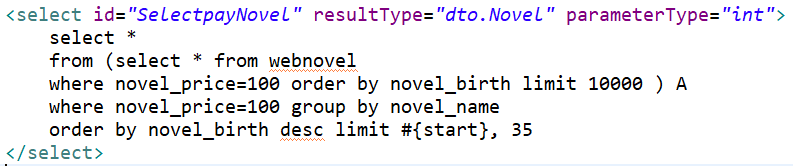 <select id="SelectpayNovel" resultType="dto.Novel" parameterType="int">
select *
from (select * from webnovel
where novel_price=100 order by novel_birth limit 10000 ) A
where novel_price=100 group by novel_name
order by novel_birth desc limit #{start}, 35
</select>